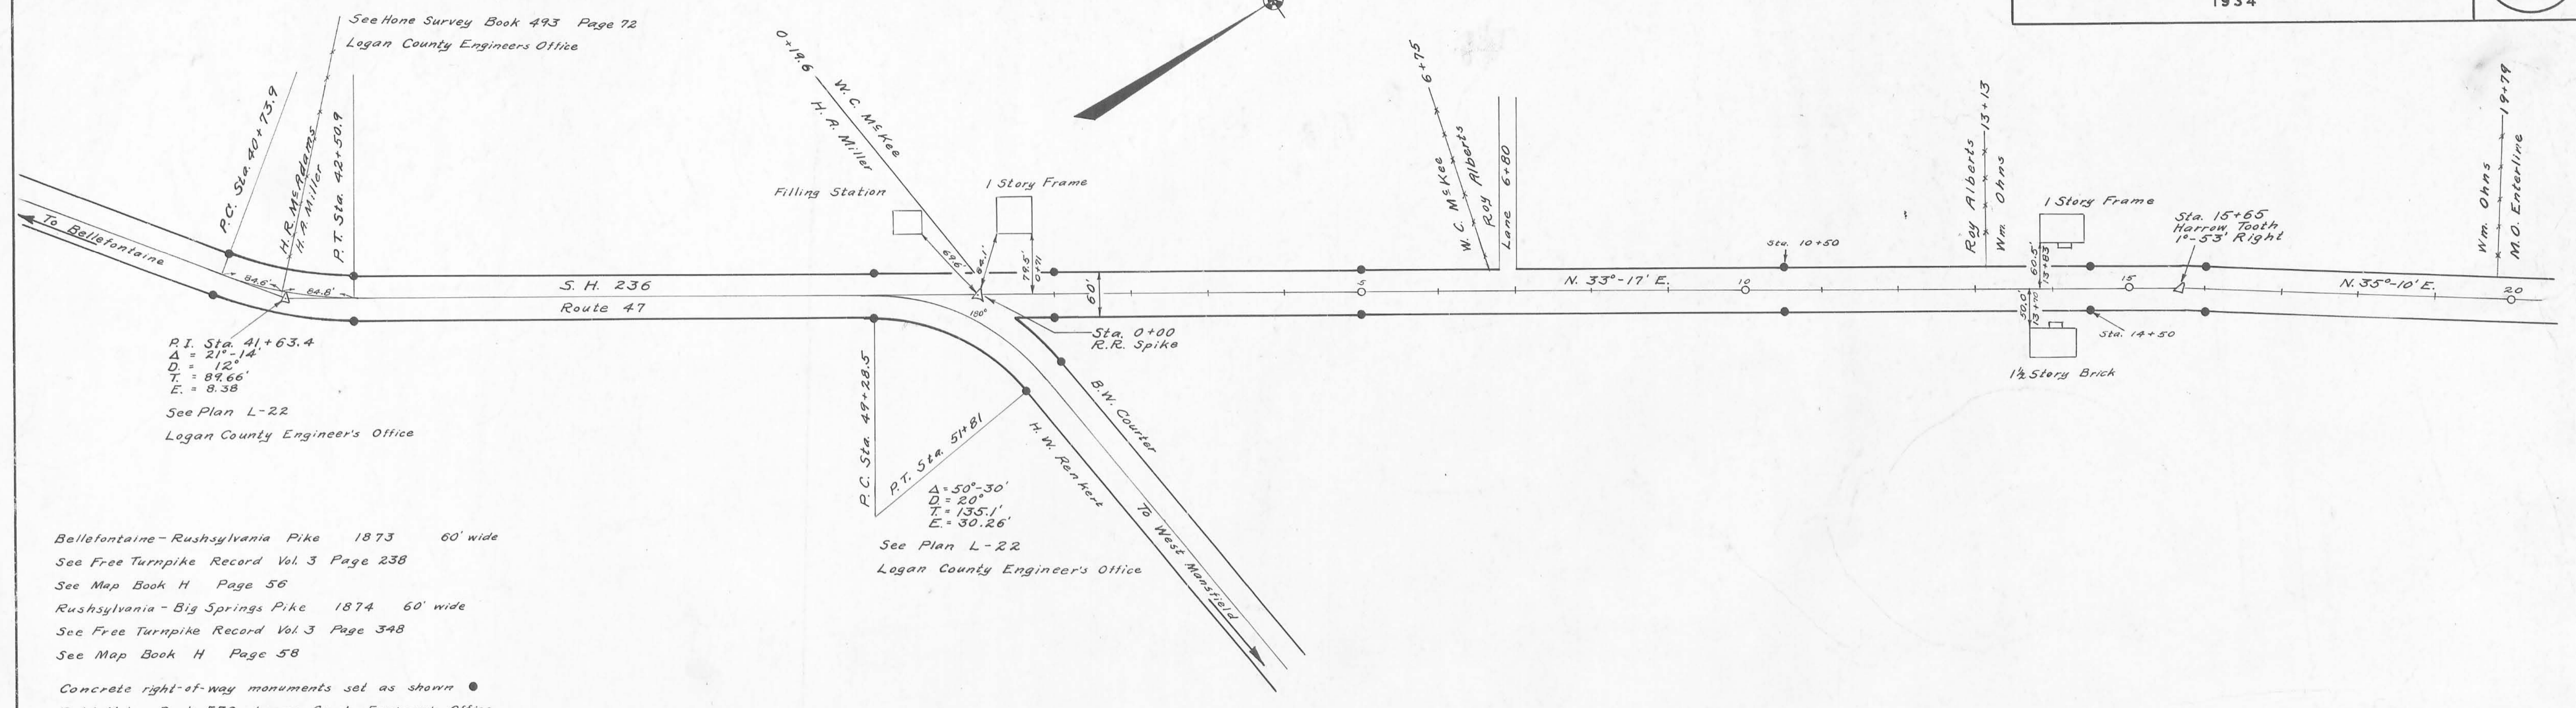 1934
See Hone Survey Book 493 Page 72
Logan County Engineers Office
P.C. Sta. 40+73.9
H.R. McAdams
H.A. Miller
P.T. Sta. 42+50.9
To Bellefontaine
84.6'
84.8'
S. H. 236
Route 47
P.I. Sta. 41+63.4
Δ = 21°-14'
D. = 12°
T. = 89.66'
E. = 8.38
See Plan L-22
Logan County Engineer's Office
0+19.6
W. C. McKee
H. A. Miller
Filling Station
1 Story Frame
69.6'
64.1'
79.5'
0+71
60'
180°
Sta. 0+00
R.R. Spike
P.C. Sta. 49+28.5
P.T. Sta. 51+81
Δ = 50°-30'
D = 20°
T. = 135.1'
E. = 30.26'
See Plan L-22
Logan County Engineer's Office
B.W. Courter
H. W. Renkert
To West Mansfield
6+75
W. C. McKee
Roy Alberts
Lane 6+80
5
N. 33°-17' E.
10
Sta. 10+50
Roy Alberts
13+13
Wm. Ohns
1 Story Frame
60.5'
13+83
50.0'
13+70
1½ Story Brick
15
Sta. 14+50
Sta. 15+65
Harrow Tooth
1°-53' Right
N. 35°-10' E.
20
Wm. Ohns
19+79
M.O. Enterline
Bellefontaine-Rushsylvania Pike 1873 60' wide
See Free Turnpike Record Vol. 3 Page 238
See Map Book H Page 56
Rushsylvania-Big Springs Pike 1874 60' wide
See Free Turnpike Record Vol. 3 Page 348
See Map Book H Page 58
Concrete right-of-way monuments set as shown